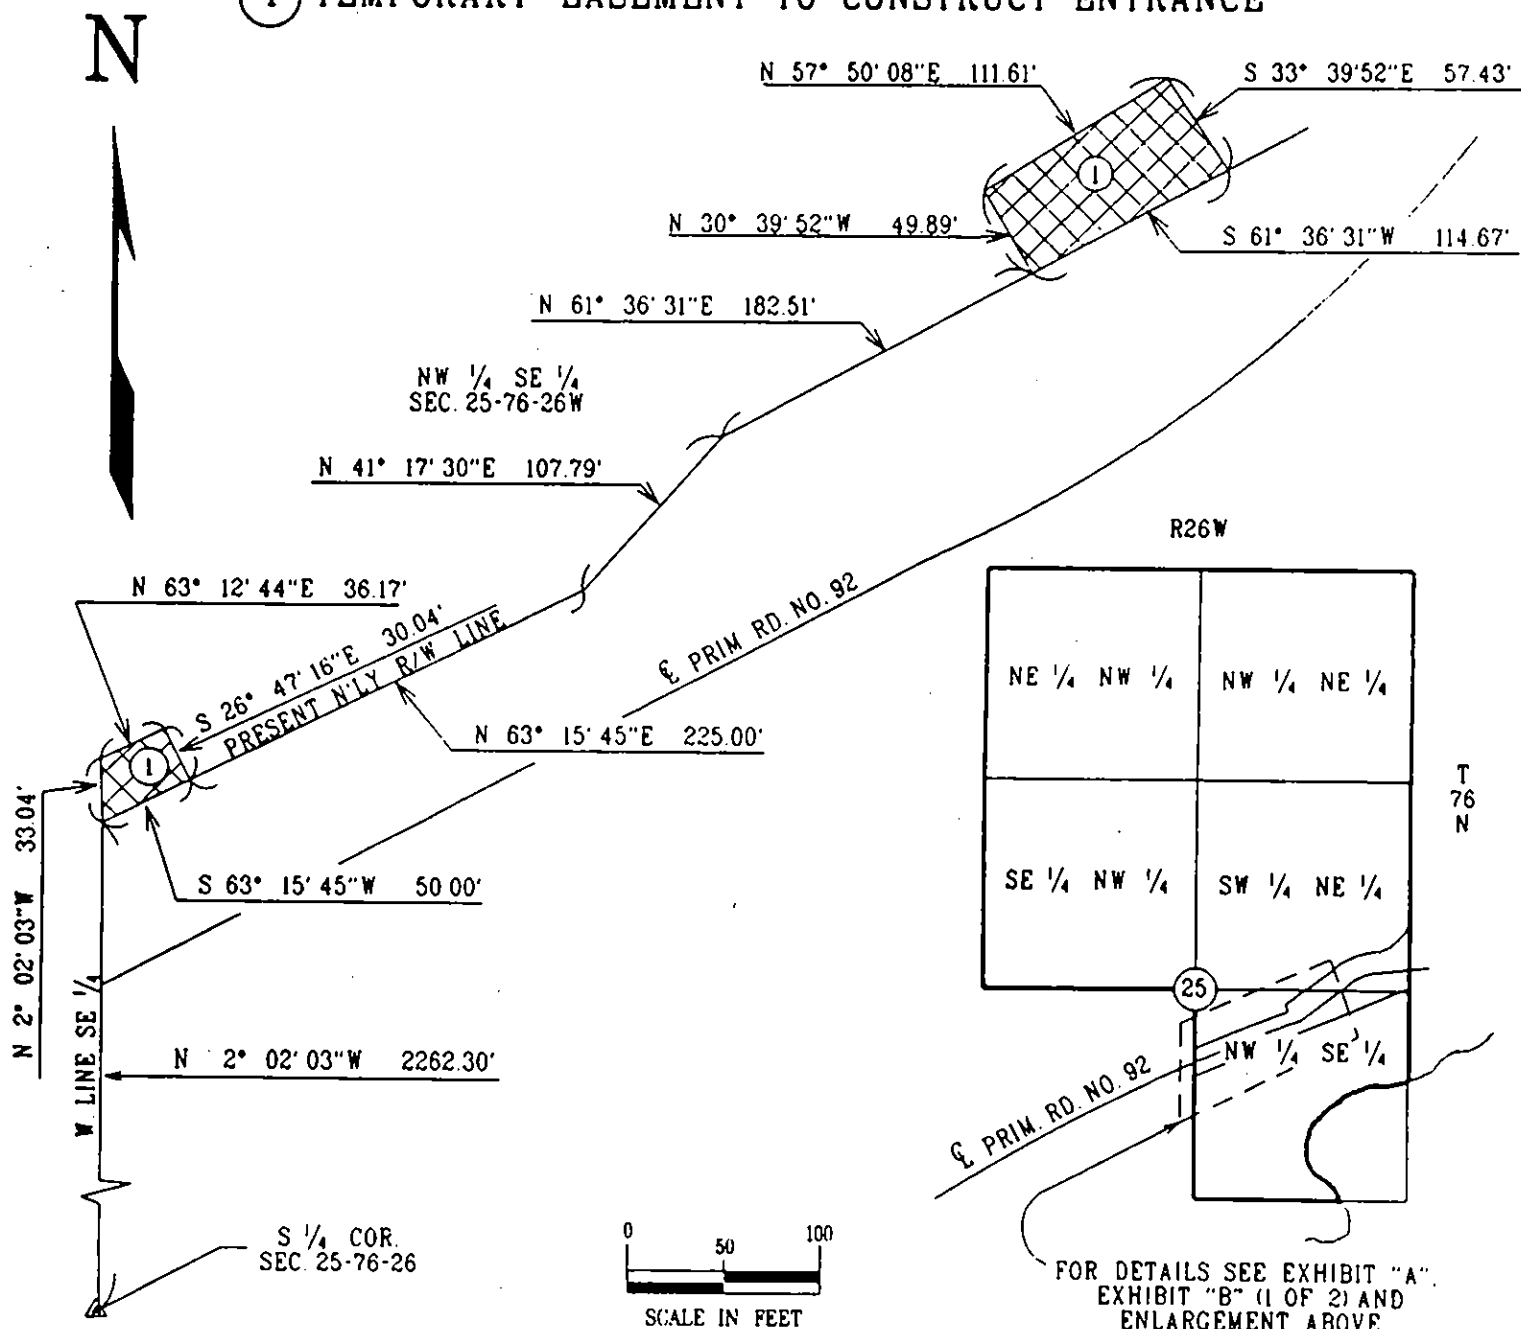 1 TEMPORARY EASEMENT TO CONSTRUCT ENTRANCE
N
N 57° 50' 08"E 111.61'
S 33° 39'52"E 57.43'
1
N 30° 39' 52"W 49.89'
S 61° 36' 31"W 114.67'
N 61° 36' 31"E 182.51'
NW 1/4 SE 1/4
SEC. 25-76-26W
N 41° 17' 30"E 107.79'
R26W
N 63° 12' 44"E 36.17'
S 26° 47' 16"E 30.04'
PRESENT N'LY R/W LINE
℄ PRIM RD. NO. 92
NE 1/4 NW 1/4
NW 1/4 NE 1/4
N 63° 15' 45"E 225.00'
1
T
76
N
N 2° 02' 03"W 33.04'
S 63° 15' 45"W 50.00'
SE 1/4 NW 1/4
SW 1/4 NE 1/4
W. LINE SE 1/4
25
N 2° 02' 03"W 2262.30'
NW 1/4 SE 1/4
℄ PRIM. RD. NO. 92
S 1/4 COR.
SEC. 25-76-26
0 50 100
SCALE IN FEET
FOR DETAILS SEE EXHIBIT "A".
EXHIBIT "B" (1 OF 2) AND
ENLARGEMENT ABOVE